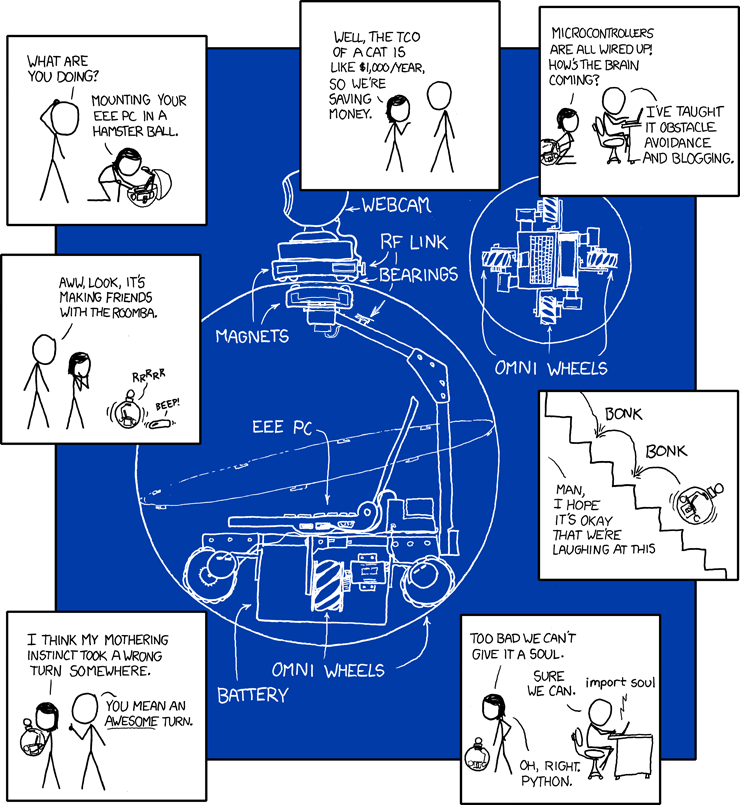 WHAT ARE
YOU DOING?
MOUNTING YOUR
EEE PC IN A
HAMSTER BALL.
WELL, THE TCO
OF A CAT IS
LIKE $1,000/YEAR,
SO WE'RE
SAVING
MONEY.
MICROCONTROLLERS
ARE ALL WIRED UP!
HOW'S THE BRAIN
COMING?
I'VE TAUGHT
IT OBSTACLE
AVOIDANCE
AND BLOGGING.
WEBCAM
RF LINK
BEARINGS
MAGNETS
OMNI WHEELS
AWW, LOOK, IT'S
MAKING FRIENDS
WITH THE ROOMBA.
RRRRR
BEEP!
EEE PC
BONK
BONK
MAN,
I HOPE
IT'S OKAY
THAT WE'RE
LAUGHING AT THIS
OMNI WHEELS
BATTERY
I THINK MY MOTHERING
INSTINCT TOOK A WRONG
TURN SOMEWHERE.
YOU MEAN AN
AWESOME TURN.
TOO BAD WE CAN'T
GIVE IT A SOUL.
SURE
WE CAN.
import soul
OH, RIGHT.
PYTHON.